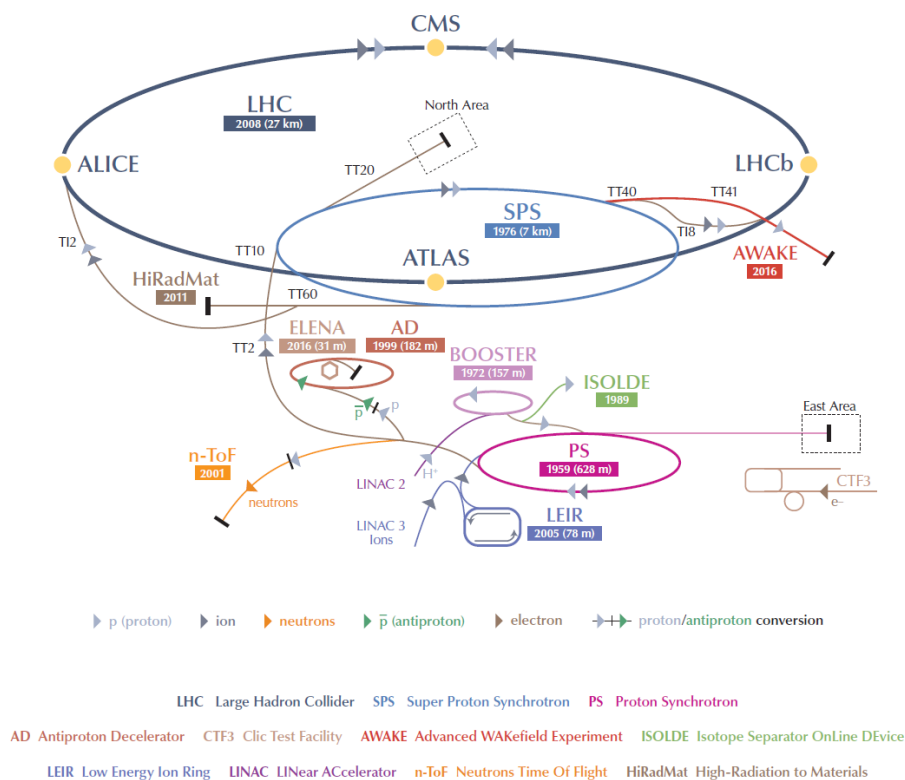 CMS
LHC
2008 (27 km)
North Area
ALICE
TT20
LHCb
TT40
TT41
SPS
1976 (7 km)
TI8
TI2
TT10
ATLAS
AWAKE
2016
HiRadMat
2011
TT60
ELENA
2016 (31 m)
AD
1999 (182 m)
TT2
BOOSTER
1972 (157 m)
ISOLDE
1989
p
p̅
East Area
n-ToF
2001
PS
1959 (628 m)
neutrons
LINAC 2
H⁺
CTF3
e–
LEIR
2005 (78 m)
LINAC 3
Ions
p (proton) ion neutrons p̅ (antiproton) electron proton/antiproton conversion
LHC Large Hadron Collider SPS Super Proton Synchrotron PS Proton Synchrotron
AD Antiproton Decelerator CTF3 Clic Test Facility AWAKE Advanced WAKefield Experiment ISOLDE Isotope Separator OnLine DEvice
LEIR Low Energy Ion Ring LINAC LINear ACcelerator n-ToF Neutrons Time Of Flight HiRadMat High-Radiation to Materials